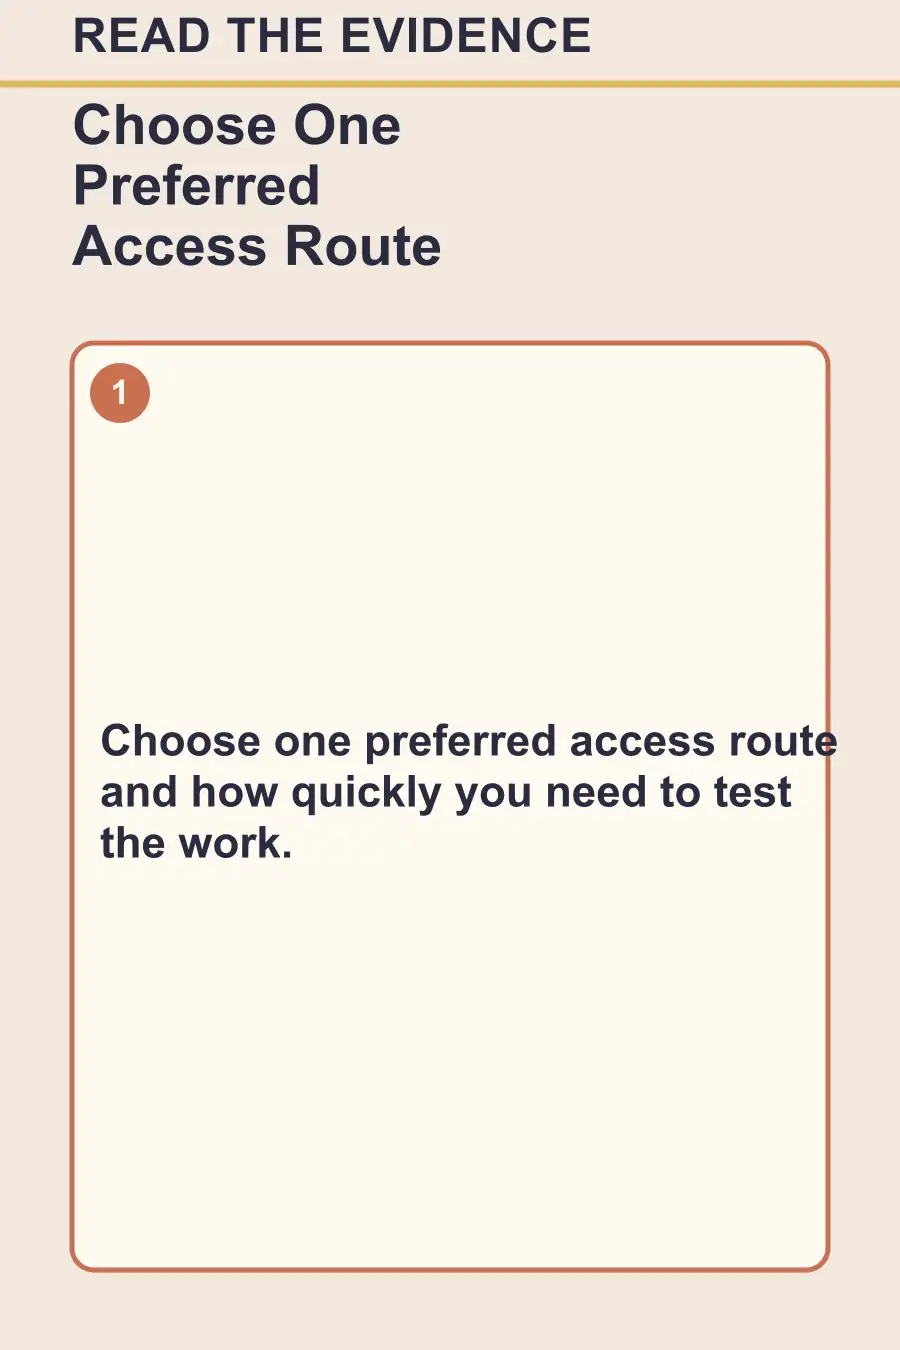 READ THE EVIDENCE
Choose One
Preferred
Access Route
1
Choose one preferred access route
and how quickly you need to test
the work.